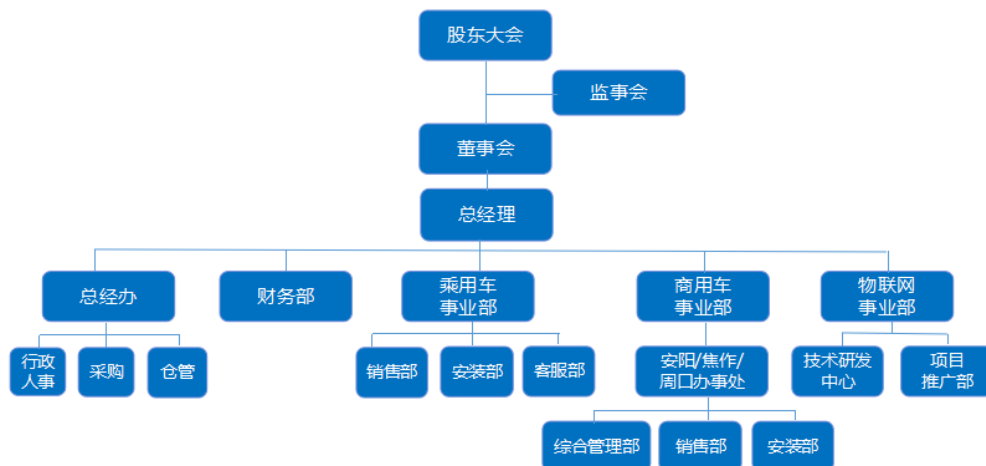 股东大会
监事会
董事会
总经理
总经办
财务部
乘用车
事业部
商用车
事业部
物联网
事业部
行政
人事
采购
仓管
销售部
安装部
客服部
安阳/焦作/
周口办事处
技术研发
中心
项目
推广部
综合管理部
销售部
安装部